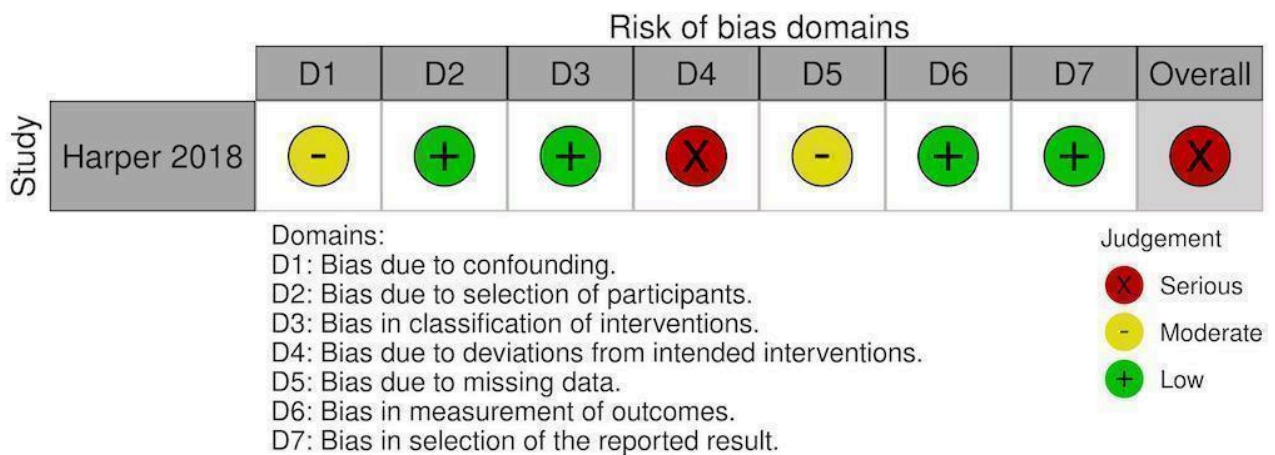 Risk of bias domains
D1 D2 D3 D4 D5 D6 D7 Overall
Study
Harper 2018 - + + X - + + X
Domains:
D1: Bias due to confounding.
D2: Bias due to selection of participants.
D3: Bias in classification of interventions.
D4: Bias due to deviations from intended interventions.
D5: Bias due to missing data.
D6: Bias in measurement of outcomes.
D7: Bias in selection of the reported result.
Judgement
X Serious
- Moderate
+ Low